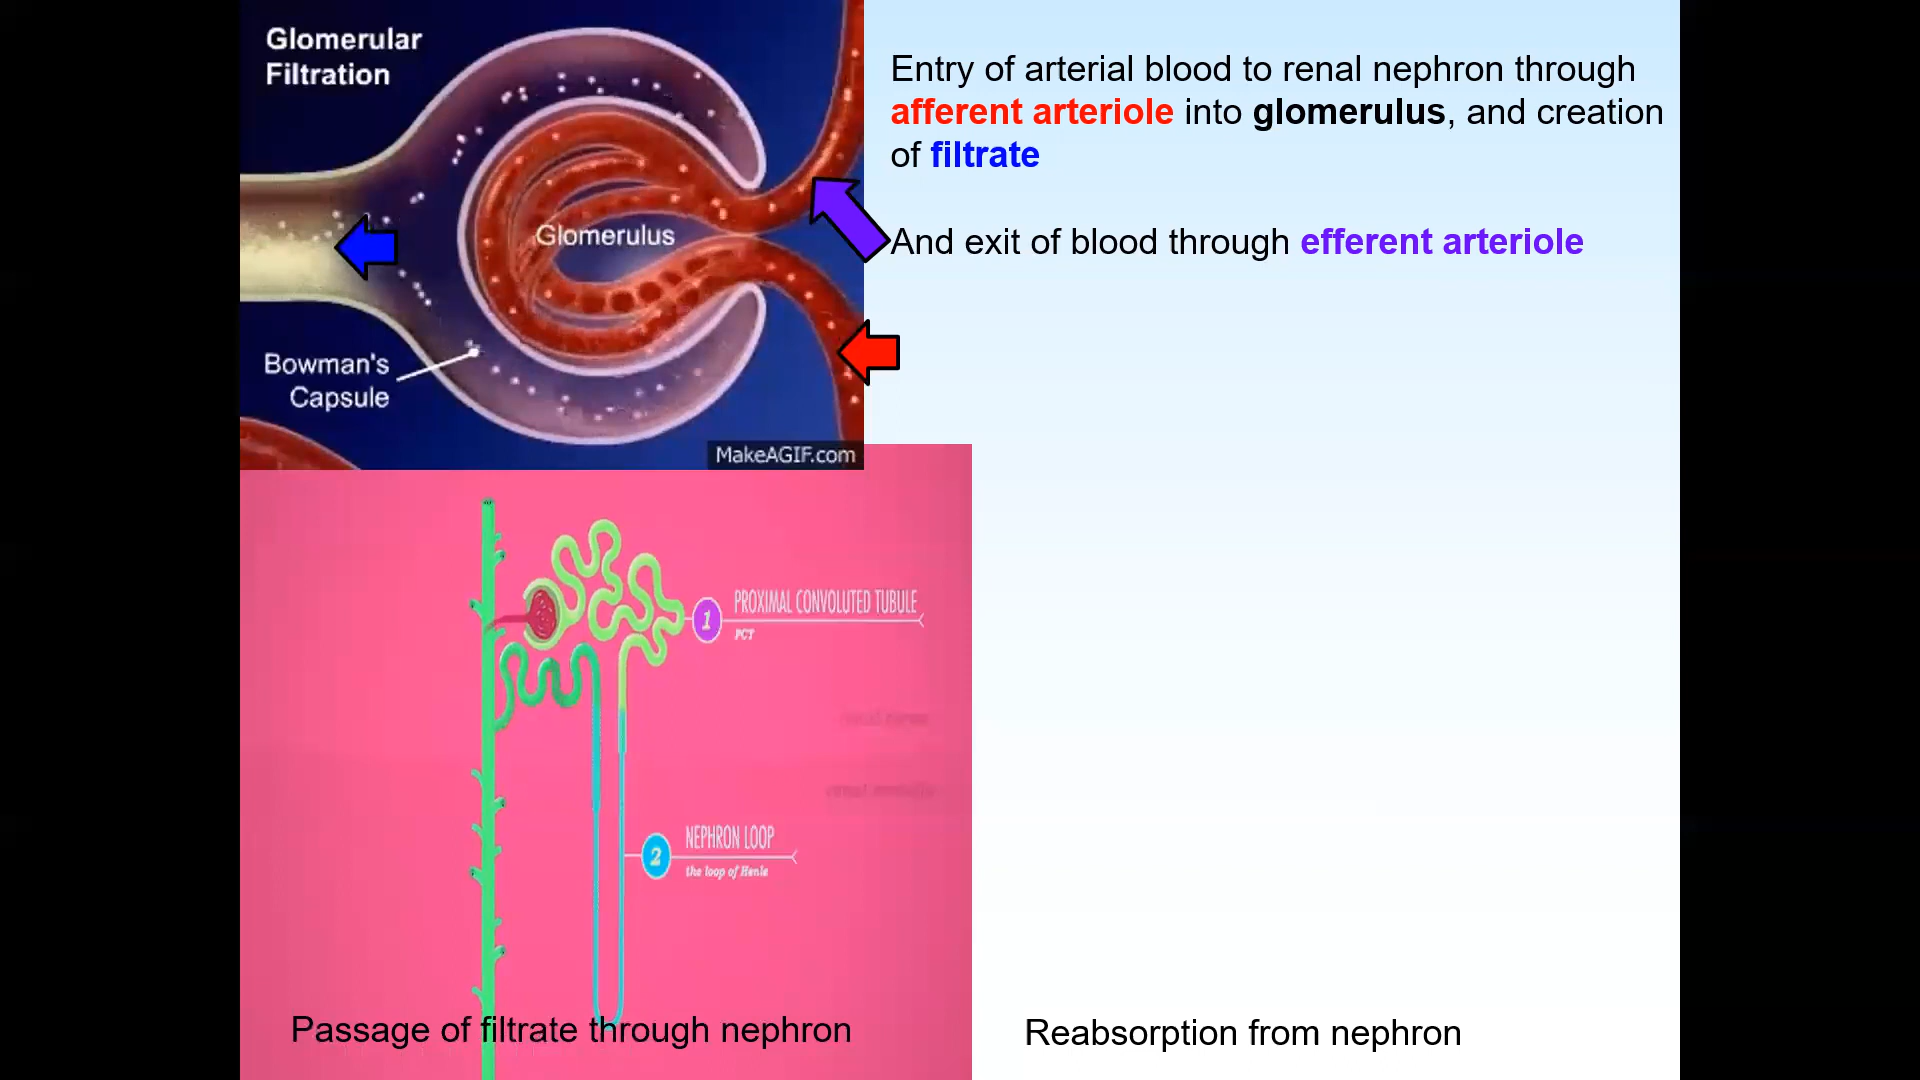 Glomerular
Filtration
Glomerulus
Bowman's
Capsule
MakeAGIF.com
Entry of arterial blood to renal nephron through
afferent arteriole into glomerulus, and creation
of filtrate
And exit of blood through efferent arteriole
1
PROXIMAL CONVOLUTED TUBULE
PCT
2
NEPHRON LOOP
the loop of Henle
Passage of filtrate through nephron
Reabsorption from nephron